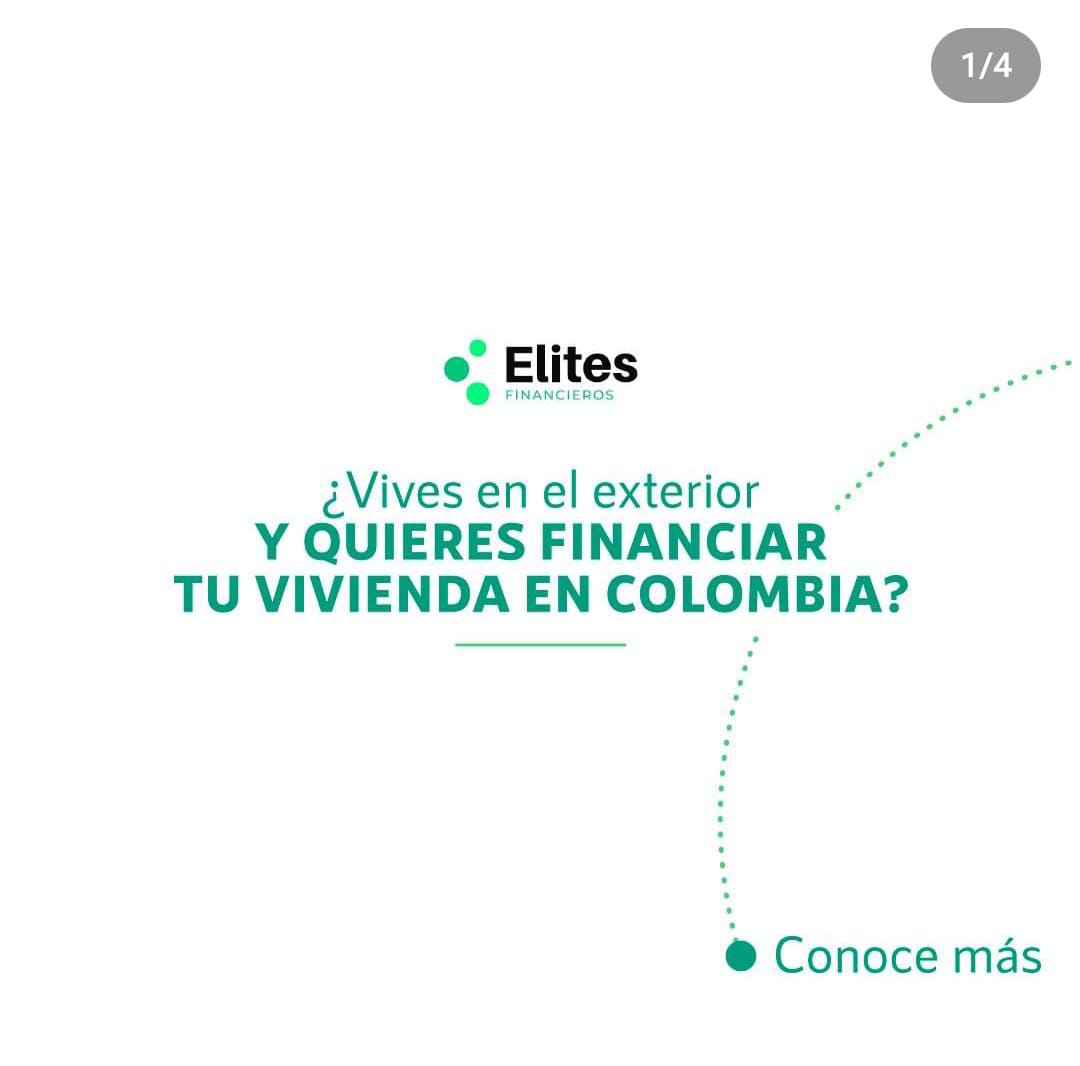 1/4
Elites
FINANCIEROS
¿Vives en el exterior
Y QUIERES FINANCIAR
TU VIVIENDA EN COLOMBIA?
Conoce más